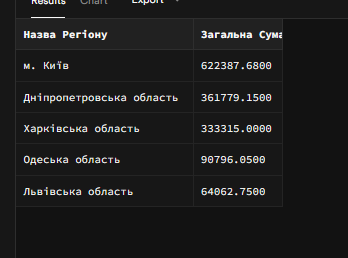 Results Chart Export
Назва Регіону Загальна Сума
м. Київ 622387.6800
Дніпропетровська область 361779.1500
Харківська область 333315.0000
Одеська область 90796.0500
Львівська область 64062.7500